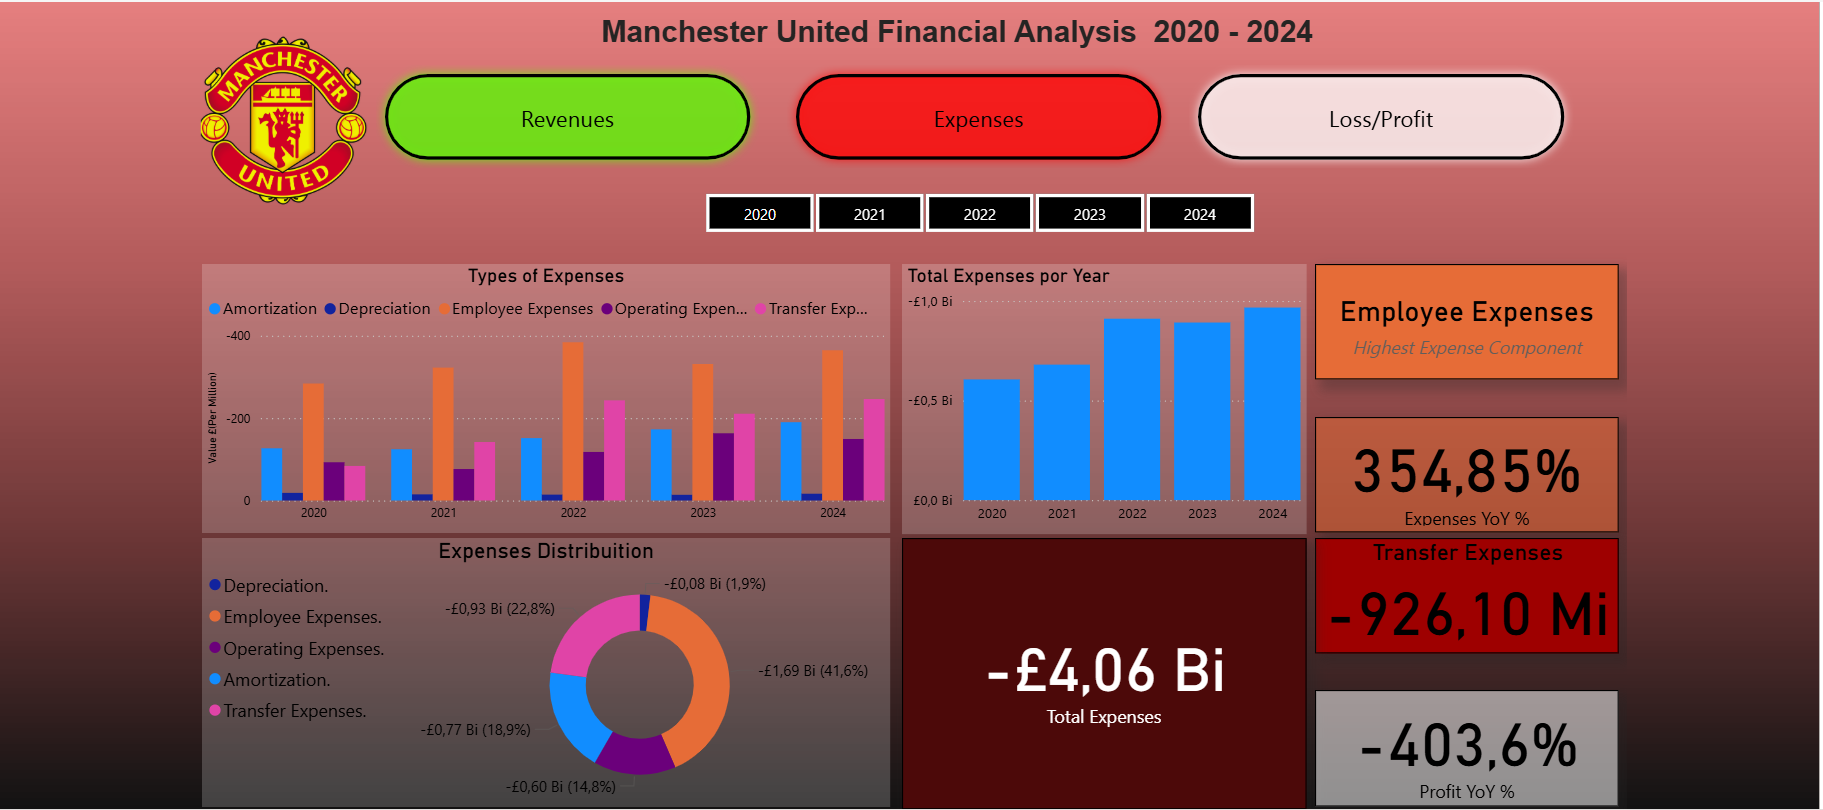 Manchester United Financial Analysis 2020 - 2024
MANCHESTER
UNITED
Revenues
Expenses
Loss/Profit
2020
2021
2022
2023
2024
Types of Expenses
Amortization
Depreciation
Employee Expenses
Operating Expen...
Transfer Exp...
Value £(Per Million)
-400
-200
0
2020
2021
2022
2023
2024
Total Expenses per Year
-£1,0 Bi
-£0,5 Bi
£0,0 Bi
2020
2021
2022
2023
2024
Employee Expenses
Highest Expense Component
354,85%
Expenses YoY %
Expenses Distribuition
Depreciation.
Employee Expenses.
Operating Expenses.
Amortization.
Transfer Expenses.
-£0,08 Bi (1,9%)
-£0,93 Bi (22,8%)
-£1,69 Bi (41,6%)
-£0,77 Bi (18,9%)
-£0,60 Bi (14,8%)
-£4,06 Bi
Total Expenses
Transfer Expenses
-926,10 Mi
-403,6%
Profit YoY %